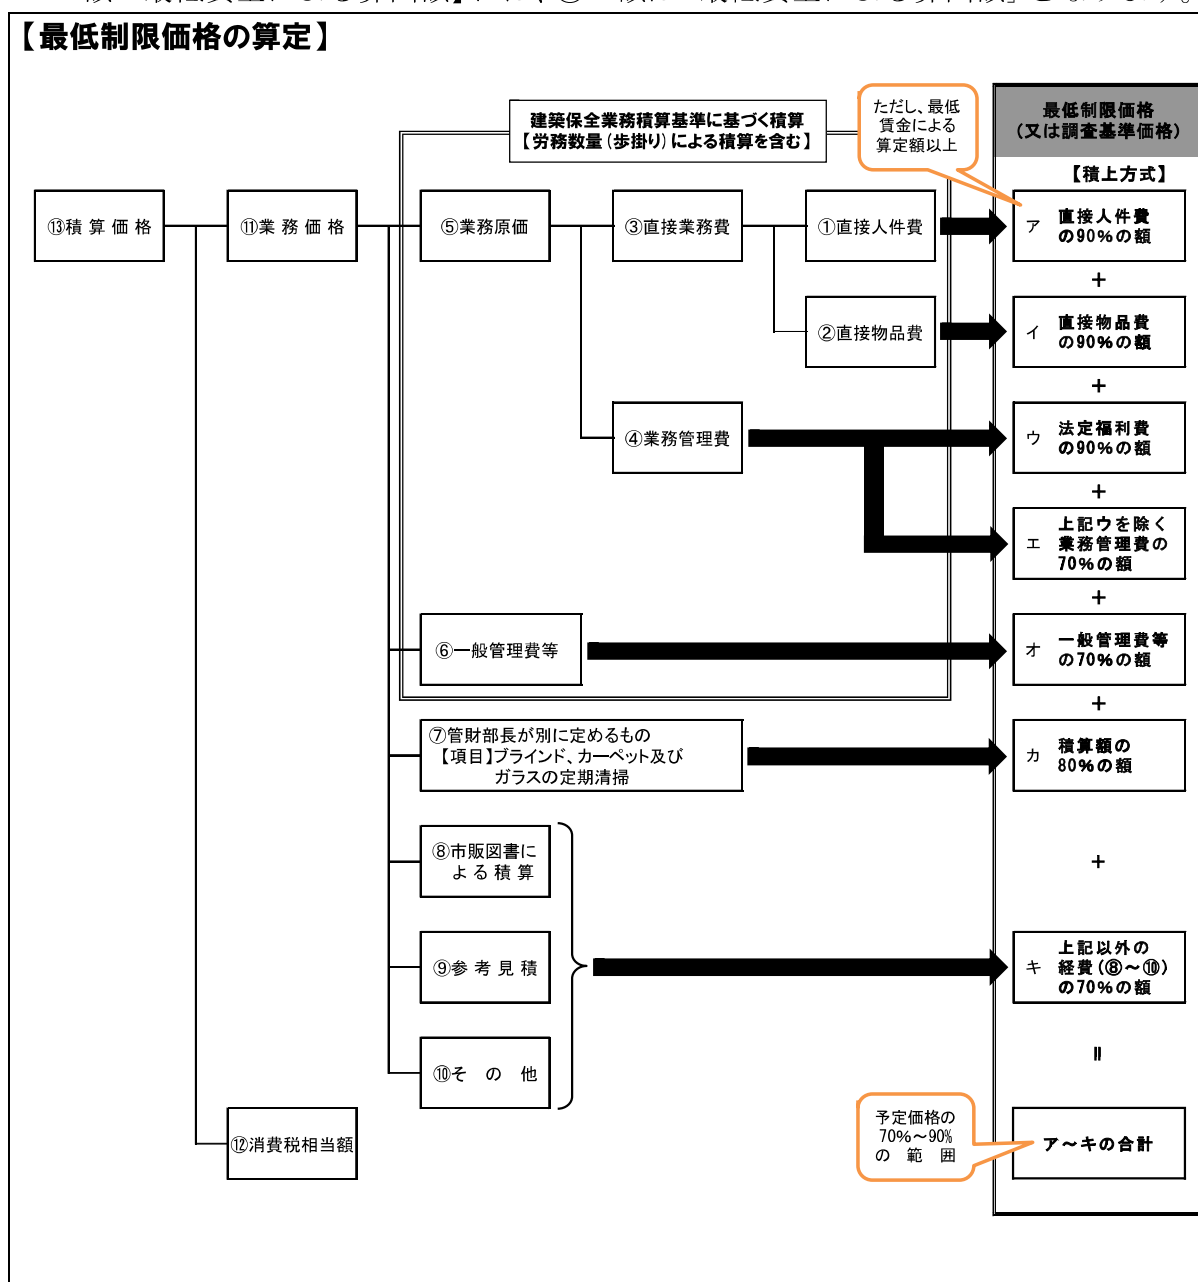 【最低制限価格の算定】
建築保全業務積算基準に基づく積算
【労務数量(歩掛り)による積算を含む】
ただし、最低
賃金による
算定額以上
最低制限価格
(又は調査基準価格)
【積上方式】
⑬積算価格
⑪業務価格
⑤業務原価
③直接業務費
①直接人件費
ア 直接人件費
の90%の額
+
②直接物品費
イ 直接物品費
の90%の額
+
④業務管理費
ウ 法定福利費
の90%の額
+
エ 上記ウを除く
業務管理費の
70%の額
+
⑥一般管理費等
オ 一般管理費等
の70%の額
+
⑦管財部長が別に定めるもの
【項目】ブラインド、カーペット及び
ガラスの定期清掃
カ 積算額の
80%の額
⑧市販図書に
よる積算
+
⑨参考見積
キ 上記以外の
経費(⑧~⑩)
の70%の額
⑩その他
=
⑫消費税相当額
予定価格の
70%~90%
の範囲
ア~キの合計